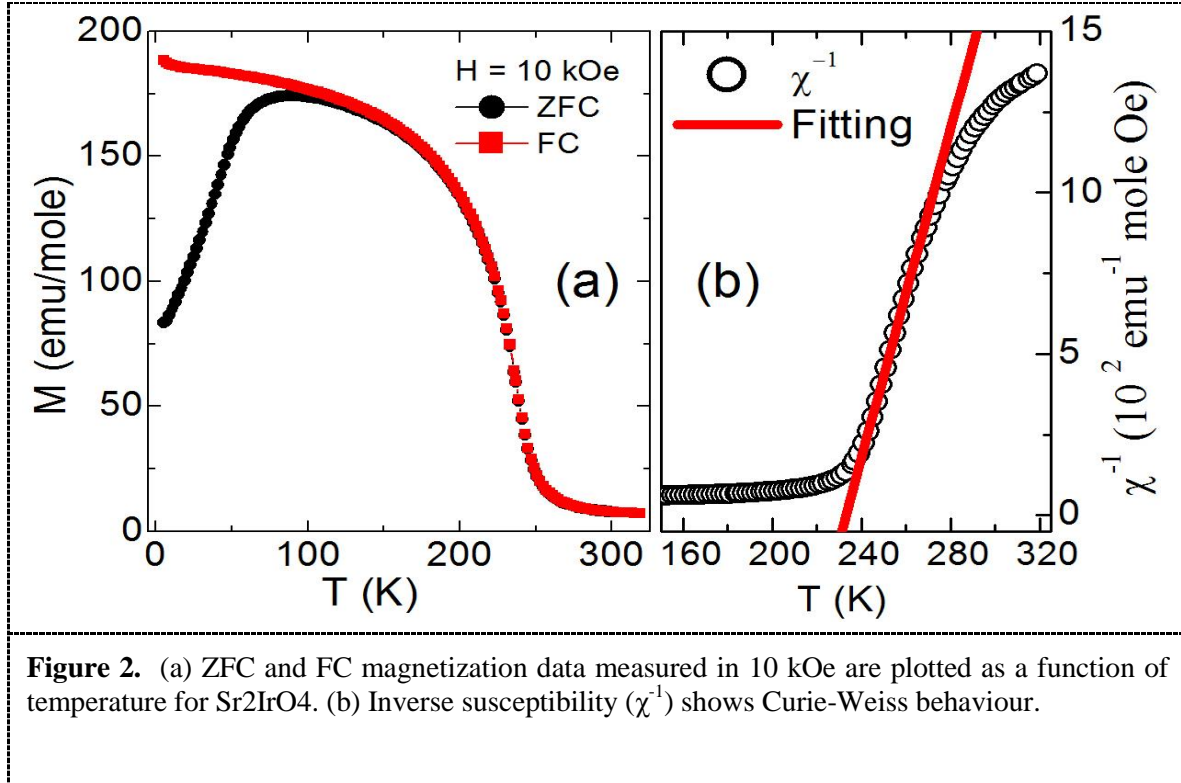 200
150
100
50
0
M (emu/mole)
H = 10 kOe
ZFC
FC
(a)
0 100 200 300
T (K)
χ⁻¹
Fitting
(b)
15
10
5
0
χ⁻¹ (10² emu⁻¹ mole Oe)
160 200 240 280 320
T (K)
Figure 2. (a) ZFC and FC magnetization data measured in 10 kOe are plotted as a function of
temperature for Sr2IrO4. (b) Inverse susceptibility (χ⁻¹) shows Curie-Weiss behaviour.